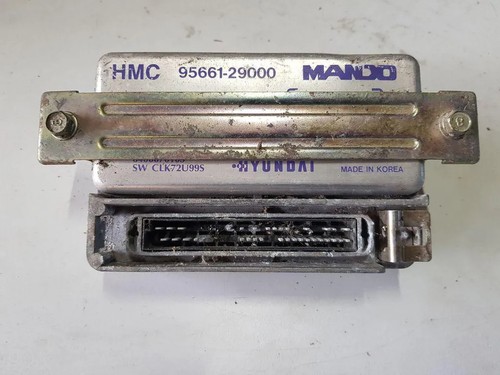 HMC 95661-29000 MANDO
SW CLK72U99S HYUNDAI MADE IN KOREA